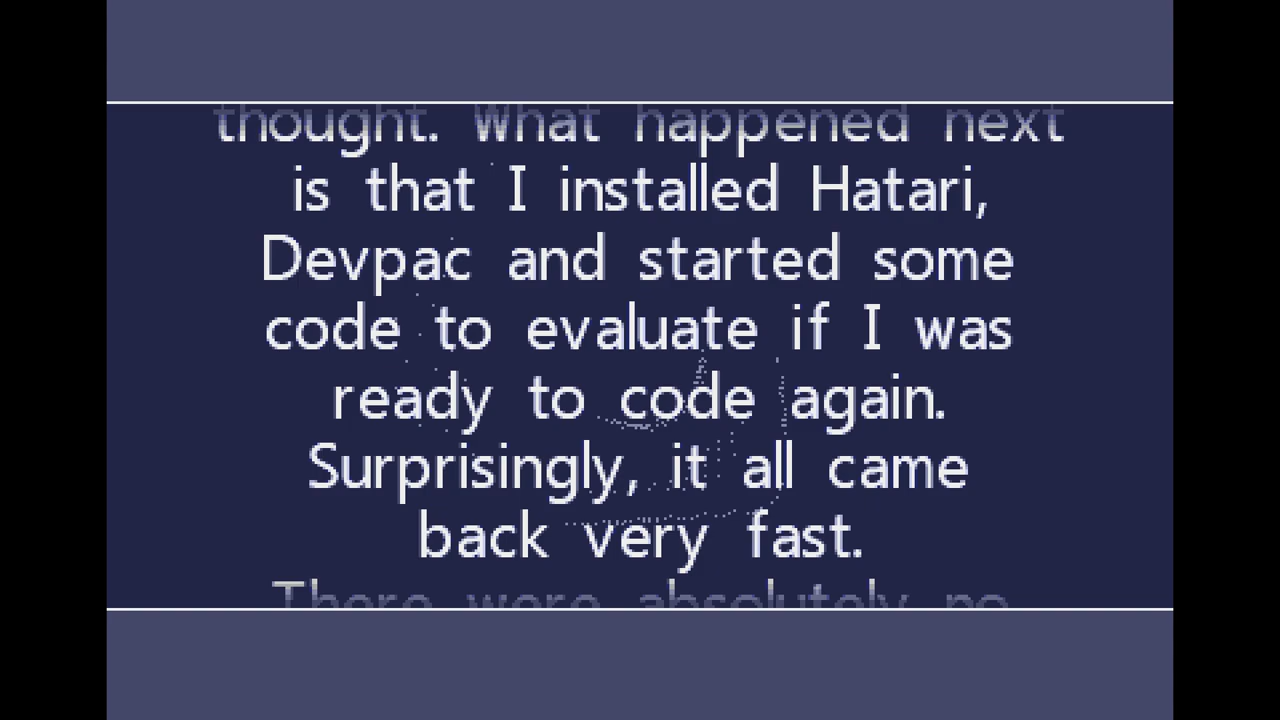 thought. What happened next
is that I installed Hatari,
Devpac and started some
code to evaluate if I was
ready to code again.
Surprisingly, it all came
back very fast.
There were absolutely no